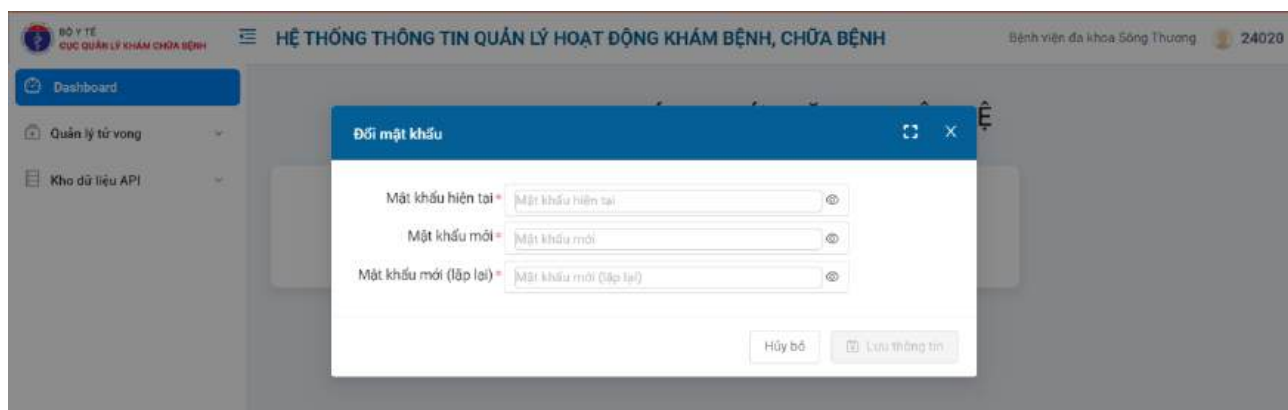 BỘ Y TẾ
CỤC QUẢN LÝ KHÁM CHỮA BỆNH
HỆ THỐNG THÔNG TIN QUẢN LÝ HOẠT ĐỘNG KHÁM BỆNH, CHỮA BỆNH
Bệnh viện đa khoa Sông Thương
24020
Dashboard
Quản lý tử vong
Kho dữ liệu API
Đổi mật khẩu
Mật khẩu hiện tại *
Mật khẩu hiện tại
Mật khẩu mới *
Mật khẩu mới
Mật khẩu mới (lặp lại) *
Mật khẩu mới (lặp lại)
Hủy bỏ
Lưu thông tin